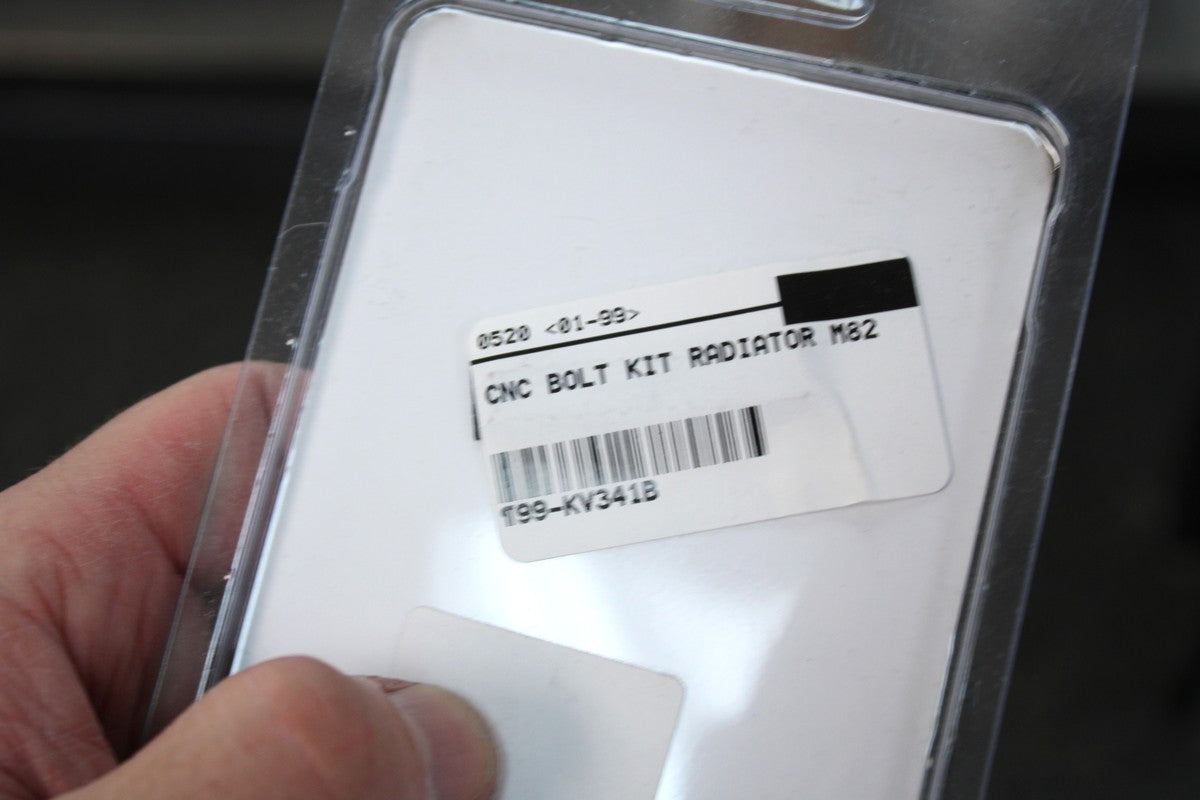 0520 <01-99>
CNC BOLT KIT RADIATOR M82
T99-KV341B